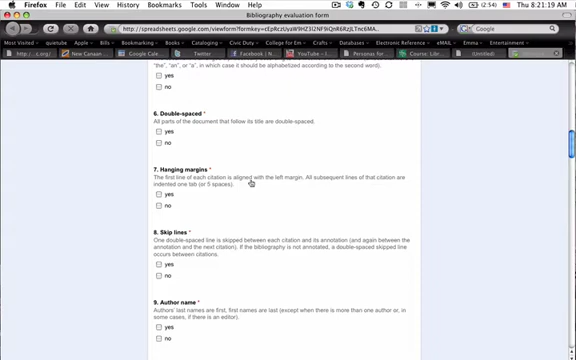 Firefox File Edit View History Bookmarks Tools Window Help (2:54) 8:21:19 AM
Bibliography evaluation form
Most Visited quietube Apple Bills Books Cataloging Civic Duty College for Em Crafts Database Electronic Reference eMAIL Emma Entertainment
New Canaan Google Cale Facebook | N YouTube - Personas for Course: Libr
"the", "an", or "a", in which case it should be alphabetized according to the second word).
yes
no
6. Double-spaced *
All parts of the document that follow its title are double-spaced.
yes
no
7. Hanging margins *
The first line of each citation is aligned with the left margin. All subsequent lines of that citation are
indented one tab (or 5 spaces).
yes
no
8. Skip lines *
One double-spaced line is skipped between each citation and its annotation (and again between the
annotation and the next citation). If the bibliography is not annotated, a double-spaced skipped line
occurs between citations.
yes
no
9. Author name *
Authors' last names are first, first names are last (except when there is more than one author or, in
some cases, if there is an editor).
yes
no